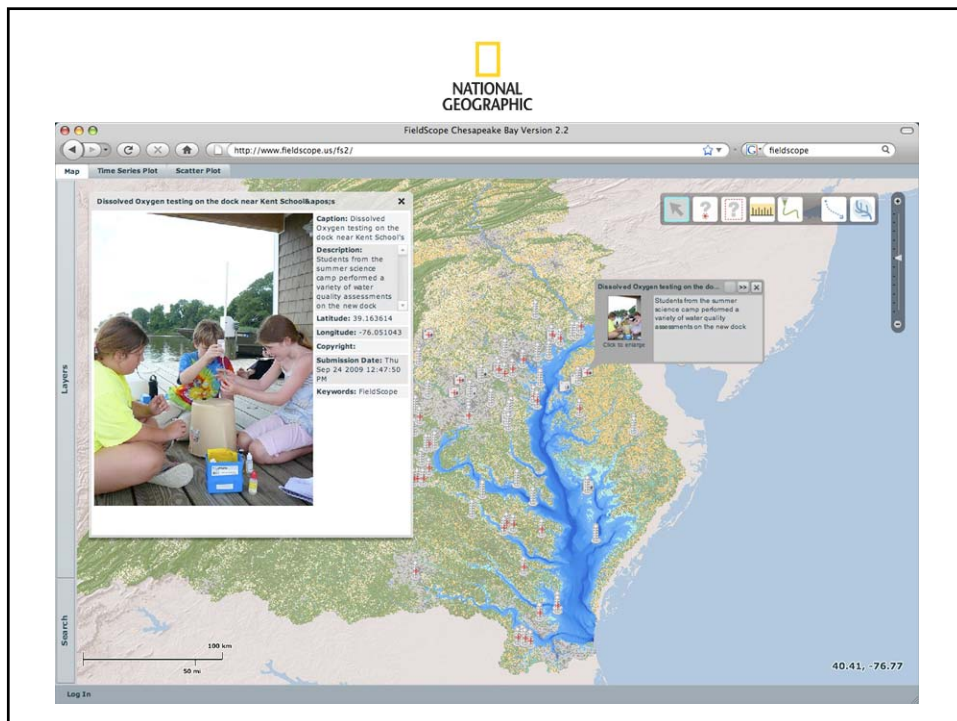 NATIONAL
GEOGRAPHIC
FieldScope Chesapeake Bay Version 2.2
http://www.fieldscope.us/fs2/
fieldscope
Map
Time Series Plot
Scatter Plot
Dissolved Oxygen testing on the dock near Kent School&apos;s
Caption: Dissolved
Oxygen testing on the
dock near Kent School's
Description:
Students from the
summer science
camp performed a
variety of water
quality assessments
on the new dock
Latitude: 39.163614
Longitude: -76.051043
Copyright:
Submission Date: Thu
Sep 24 2009 12:47:50
PM
Keywords: FieldScope
Dissolved Oxygen testing on the do...
Students from the summer
science camp performed a
variety of water quality
assessments on the new dock
Click to enlarge
Layers
Search
100 km
50 mi
40.41, -76.77
Log In